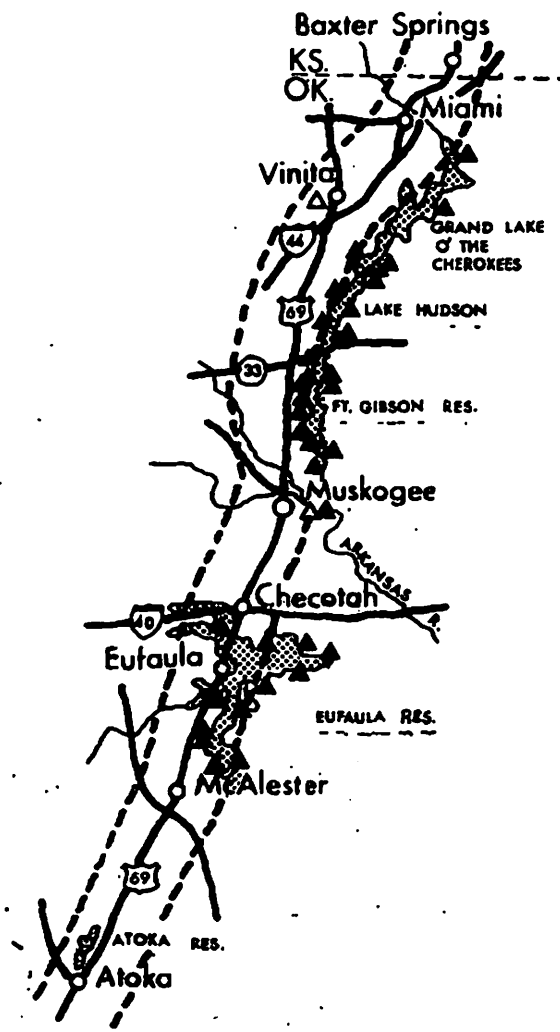 Baxter Springs
KS.
OK.
Miami
Vinita
GRAND LAKE
O' THE
CHEROKEES
44
69
LAKE HUDSON
33
FT. GIBSON RES.
Muskogee
ARKANSAS
R.
Checotah
40
Eufaula
EUFAULA RES.
McAlester
69
ATOKA RES.
Atoka